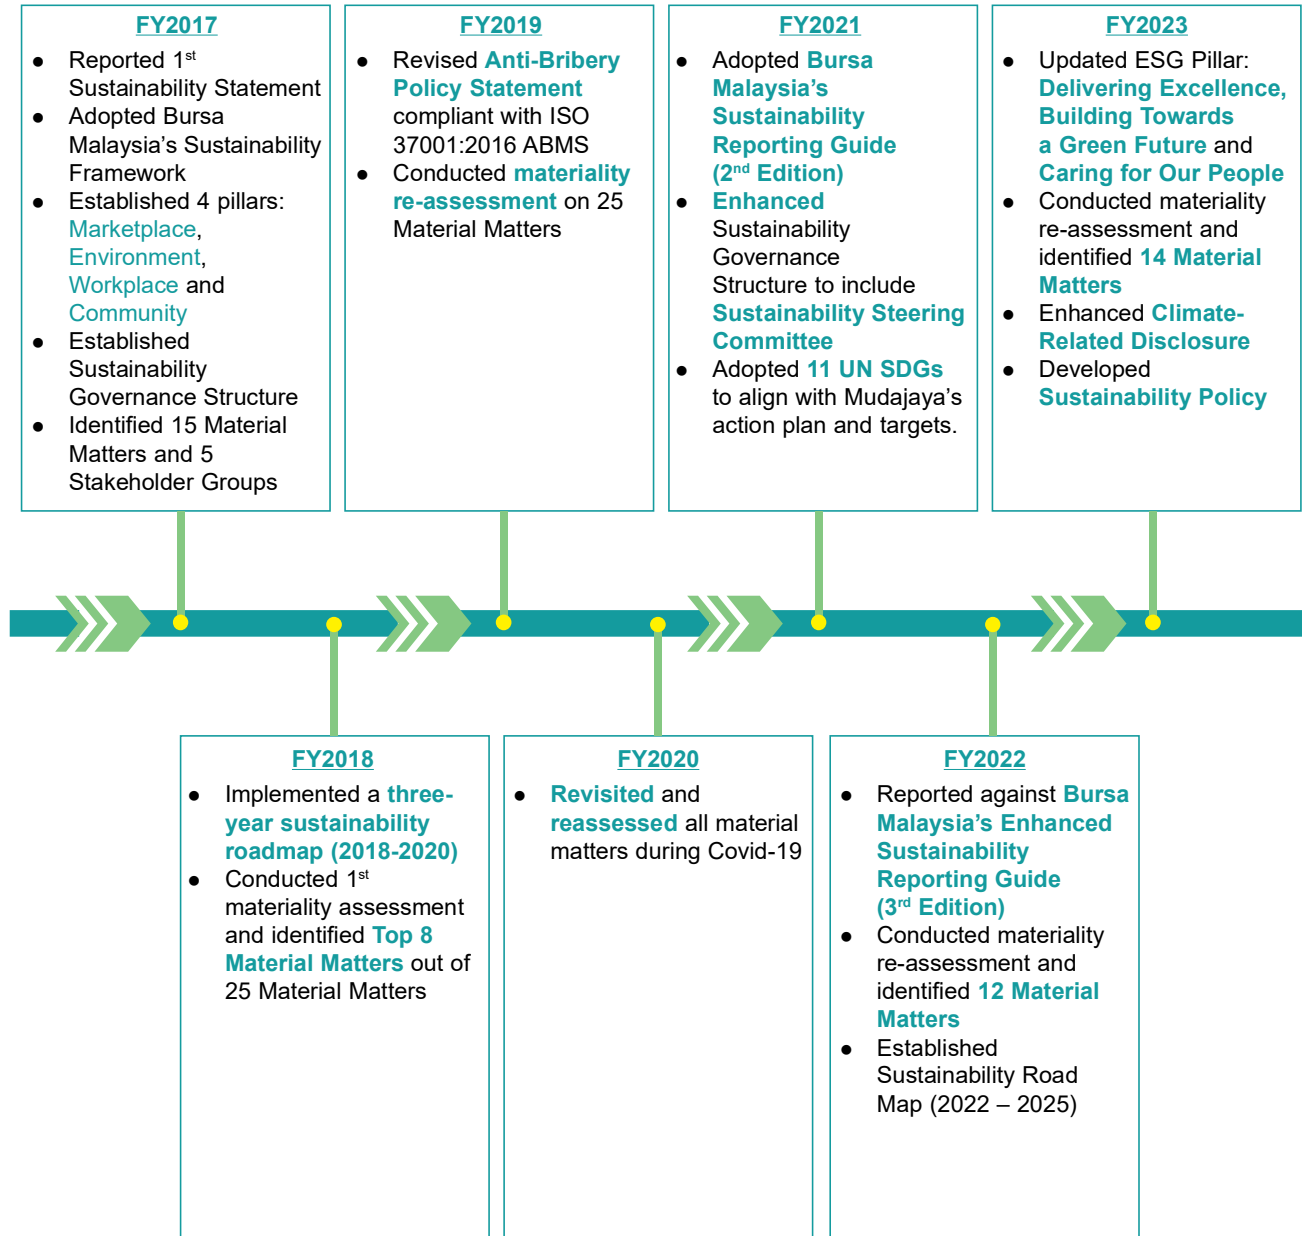 FY2017
● Reported 1st
Sustainability Statement
● Adopted Bursa
Malaysia’s Sustainability
Framework
● Established 4 pillars:
Marketplace,
Environment,
Workplace and
Community
● Established
Sustainability
Governance Structure
● Identified 15 Material
Matters and 5
Stakeholder Groups
FY2019
● Revised Anti-Bribery
Policy Statement
compliant with ISO
37001:2016 ABMS
● Conducted materiality
re-assessment on 25
Material Matters
FY2021
● Adopted Bursa
Malaysia’s
Sustainability
Reporting Guide
(2nd Edition)
● Enhanced
Sustainability
Governance
Structure to include
Sustainability Steering
Committee
● Adopted 11 UN SDGs
to align with Mudajaya’s
action plan and targets.
FY2023
● Updated ESG Pillar:
Delivering Excellence,
Building Towards
a Green Future and
Caring for Our People
● Conducted materiality
re-assessment and
identified 14 Material
Matters
● Enhanced Climate-
Related Disclosure
● Developed
Sustainability Policy
FY2018
● Implemented a three-
year sustainability
roadmap (2018-2020)
● Conducted 1st
materiality assessment
and identified Top 8
Material Matters out of
25 Material Matters
FY2020
● Revisited and
reassessed all material
matters during Covid-19
FY2022
● Reported against Bursa
Malaysia’s Enhanced
Sustainability
Reporting Guide
(3rd Edition)
● Conducted materiality
re-assessment and
identified 12 Material
Matters
● Established
Sustainability Road
Map (2022 – 2025)